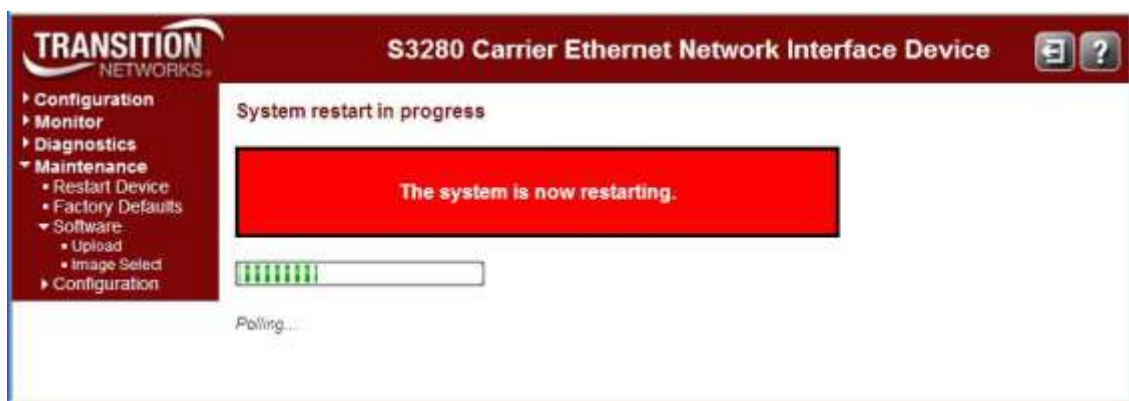 TRANSITION
NETWORKS®
S3280 Carrier Ethernet Network Interface Device
?
Configuration
Monitor
Diagnostics
Maintenance
Restart Device
Factory Defaults
Software
Upload
Image Select
Configuration
System restart in progress
The system is now restarting.
Polling...